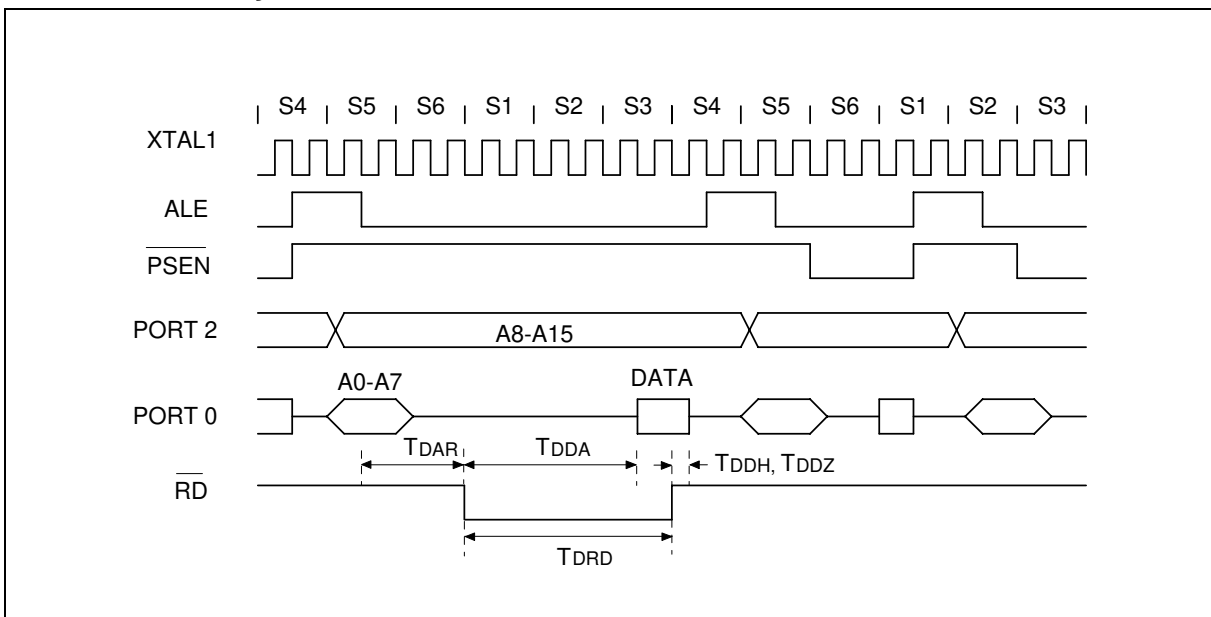 S4 S5 S6 S1 S2 S3 S4 S5 S6 S1 S2 S3
XTAL1
ALE
PSEN
PORT 2
A8-A15
A0-A7
DATA
PORT 0
TDAR
TDDA
TDDH, TDDZ
RD
TDRD